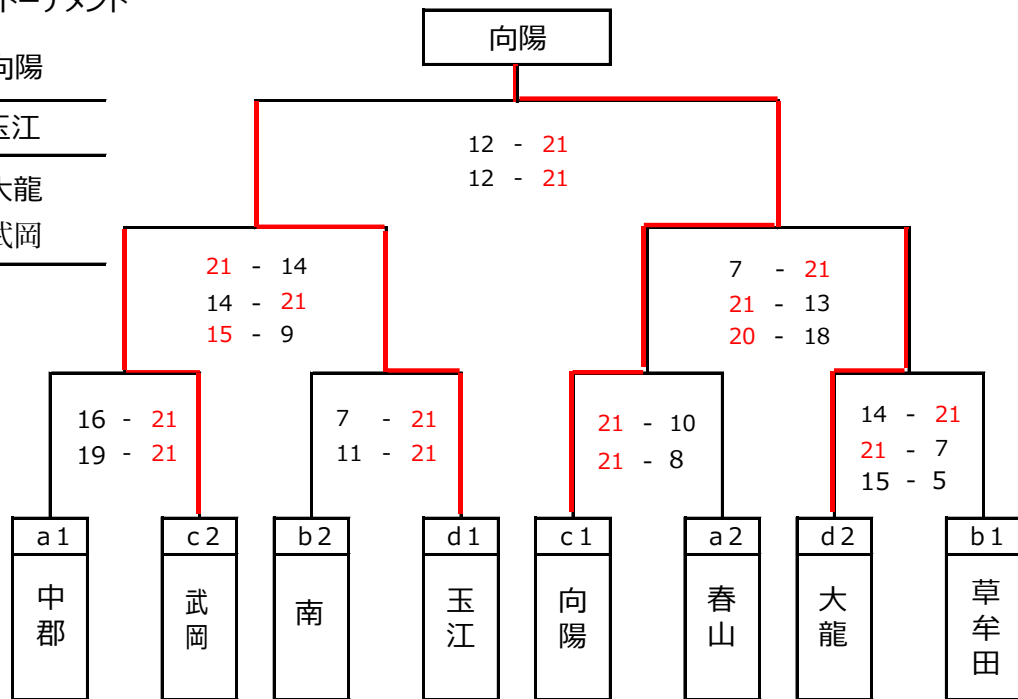 トーナメント
向陽
向陽
玉江
大龍
武岡
12 - 21
12 - 21
21 - 14
14 - 21
15 - 9
7 - 21
21 - 13
20 - 18
16 - 21
19 - 21
7 - 21
11 - 21
21 - 10
21 - 8
14 - 21
21 - 7
15 - 5
a1 c2 b2 d1 c1 a2 d2 b1
中郡
武岡
南
玉江
向陽
春山
大龍
草牟田